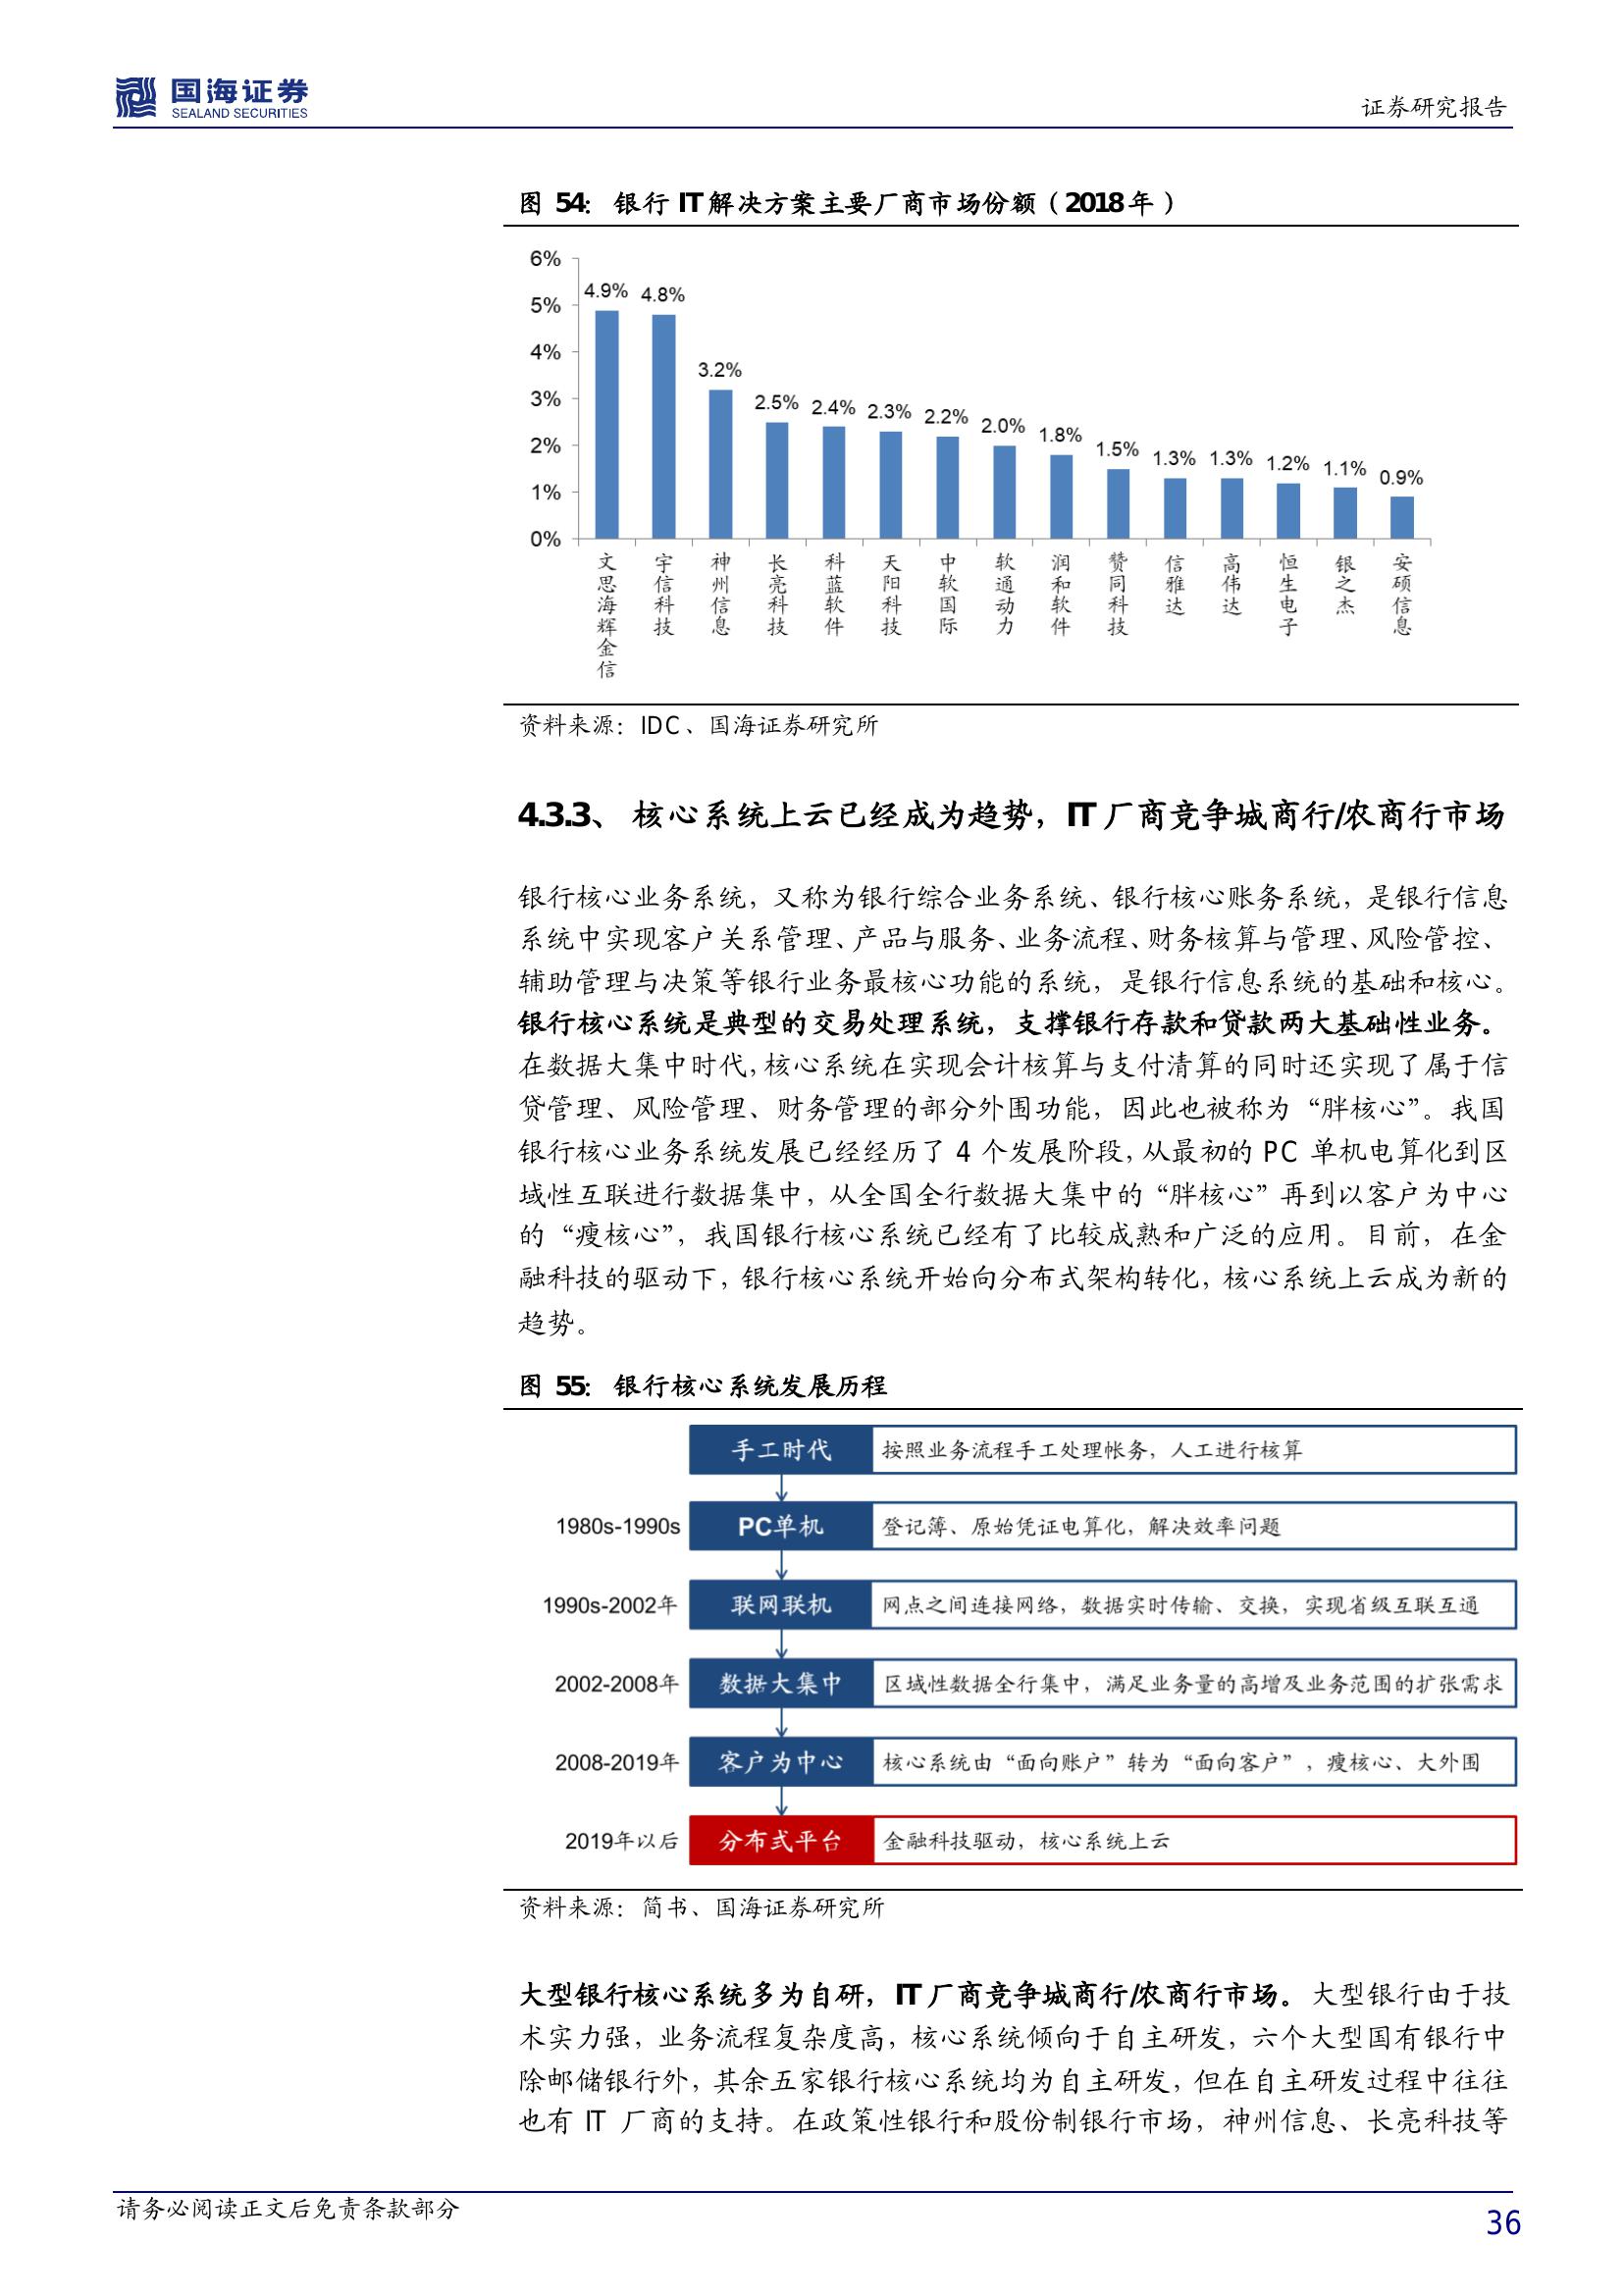 国海证券
SEALAND SECURITIES
证券研究报告
图 54： 银行 IT 解决方案主要厂商市场份额（2018 年）
6%
5%
4%
3%
2%
1%
0%
4.9%
4.8%
3.2%
2.5%
2.4%
2.3%
2.2%
2.0%
1.8%
1.5%
1.3%
1.3%
1.2%
1.1%
0.9%
文思海辉金信
宇信科技
神州信息
长亮科技
科蓝软件
天阳科技
中软国际
软通动力
润和软件
赞同科技
信雅达
高伟达
恒生电子
银之杰
安硕信息
资料来源：IDC、国海证券研究所
4.3.3、 核心系统上云已经成为趋势，IT 厂商竞争城商行/农商行市场
银行核心业务系统，又称为银行综合业务系统、银行核心账务系统，是银行信息
系统中实现客户关系管理、产品与服务、业务流程、财务核算与管理、风险管控、
辅助管理与决策等银行业务最核心功能的系统，是银行信息系统的基础和核心。
银行核心系统是典型的交易处理系统，支撑银行存款和贷款两大基础性业务。
在数据大集中时代，核心系统在实现会计核算与支付清算的同时还实现了属于信
贷管理、风险管理、财务管理的部分外围功能，因此也被称为“胖核心”。我国
银行核心业务系统发展已经经历了 4 个发展阶段，从最初的 PC 单机电算化到区
域性互联进行数据集中，从全国全行数据大集中的“胖核心”再到以客户为中心
的“瘦核心”，我国银行核心系统已经有了比较成熟和广泛的应用。目前，在金
融科技的驱动下，银行核心系统开始向分布式架构转化，核心系统上云成为新的
趋势。
图 55： 银行核心系统发展历程
手工时代 按照业务流程手工处理帐务，人工进行核算
1980s-1990s PC单机 登记簿、原始凭证电算化，解决效率问题
1990s-2002年 联网联机 网点之间连接网络，数据实时传输、交换，实现省级互联互通
2002-2008年 数据大集中 区域性数据全行集中，满足业务量的高增及业务范围的扩张需求
2008-2019年 客户为中心 核心系统由“面向账户”转为“面向客户”，瘦核心、大外围
2019年以后 分布式平台 金融科技驱动，核心系统上云
资料来源：简书、国海证券研究所
大型银行核心系统多为自研，IT 厂商竞争城商行/农商行市场。大型银行由于技
术实力强，业务流程复杂度高，核心系统倾向于自主研发，六个大型国有银行中
除邮储银行外，其余五家银行核心系统均为自主研发，但在自主研发过程中往往
也有 IT 厂商的支持。在政策性银行和股份制银行市场，神州信息、长亮科技等
请务必阅读正文后免责条款部分
36